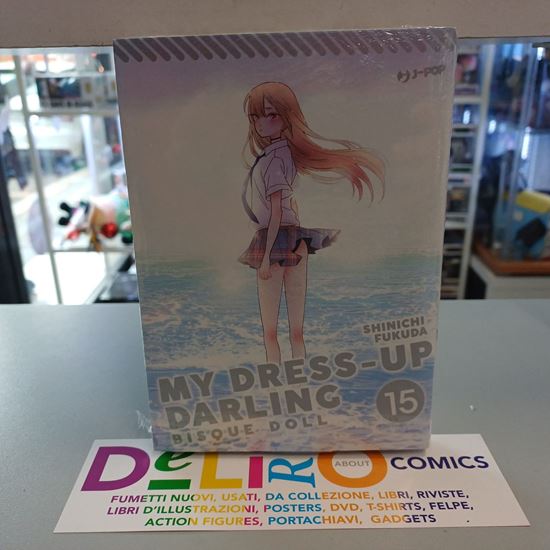 J-POP
SHINICHI
FUKUDA
MY DRESS-UP
DARLING
BISQUE DOLL
15
DeLIRO ABOUT COMICS
FUMETTI NUOVI, USATI, DA COLLEZIONE, LIBRI, RIVISTE,
LIBRI D'ILLUSTRAZIONI, POSTERS, DVD, T-SHIRTS, FELPE,
ACTION FIGURES, PORTACHIAVI, GADGETS